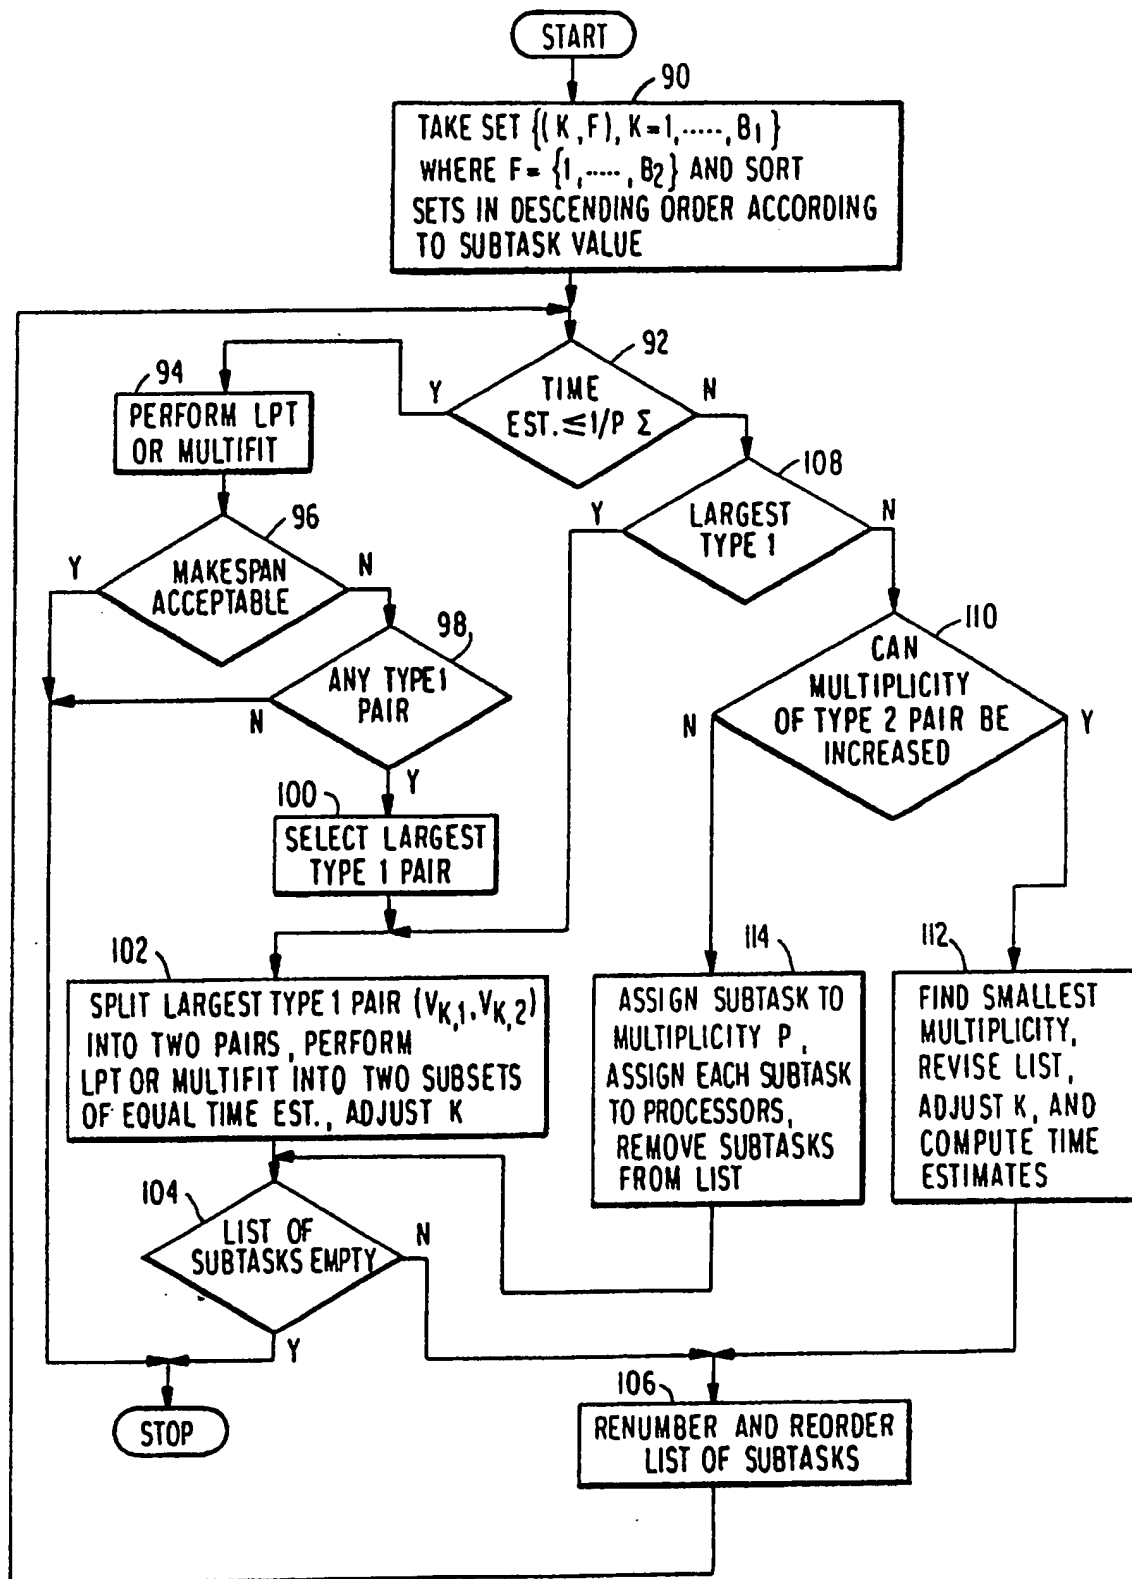 START
90
TAKE SET {(K,F), K=1,.....,B1}
WHERE F= {1,.....,B2} AND SORT
SETS IN DESCENDING ORDER ACCORDING
TO SUBTASK VALUE
92
TIME
EST.≤1/P Σ
Y
N
94
PERFORM LPT
OR MULTIFIT
108
LARGEST
TYPE 1
Y
N
96
MAKESPAN
ACCEPTABLE
Y
N
98
ANY TYPE 1
PAIR
N
Y
110
CAN
MULTIPLICITY
OF TYPE 2 PAIR BE
INCREASED
N
Y
100
SELECT LARGEST
TYPE 1 PAIR
102
SPLIT LARGEST TYPE 1 PAIR (VK,1,VK,2)
INTO TWO PAIRS, PERFORM
LPT OR MULTIFIT INTO TWO SUBSETS
OF EQUAL TIME EST., ADJUST K
114
ASSIGN SUBTASK TO
MULTIPLICITY P,
ASSIGN EACH SUBTASK
TO PROCESSORS,
REMOVE SUBTASKS
FROM LIST
112
FIND SMALLEST
MULTIPLICITY,
REVISE LIST,
ADJUST K, AND
COMPUTE TIME
ESTIMATES
104
LIST OF
SUBTASKS EMPTY
N
Y
STOP
106
RENUMBER AND REORDER
LIST OF SUBTASKS